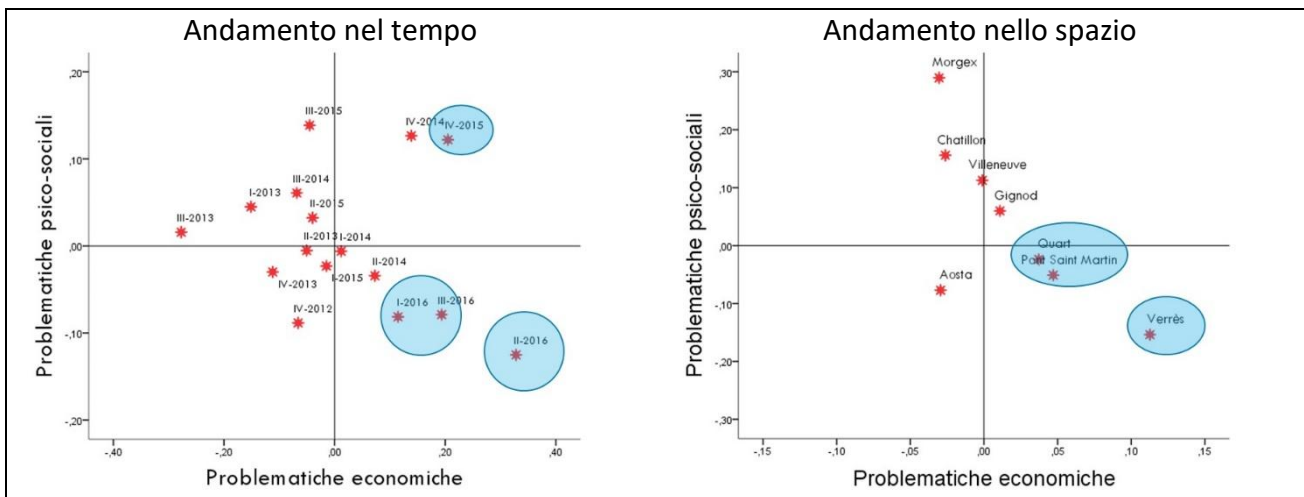 Andamento nel tempo
,20
,10
,00
-,10
-,20
-,40
-,20
,00
,20
,40
Problematiche psico-sociali
Problematiche economiche
III-2015
IV-2014
IV-2015
III-2014
I-2013
II-2015
III-2013
II-2013
I-2014
I-2015
II-2014
IV-2013
IV-2012
I-2016
III-2016
II-2016
Andamento nello spazio
,30
,20
,10
,00
-,10
-,20
-,30
-,15
-,10
-,05
,00
,05
,10
,15
Problematiche psico-sociali
Problematiche economiche
Morgex
Chatillon
Villeneuve
Gignod
Quart
Pont Saint Martin
Aosta
Verrès